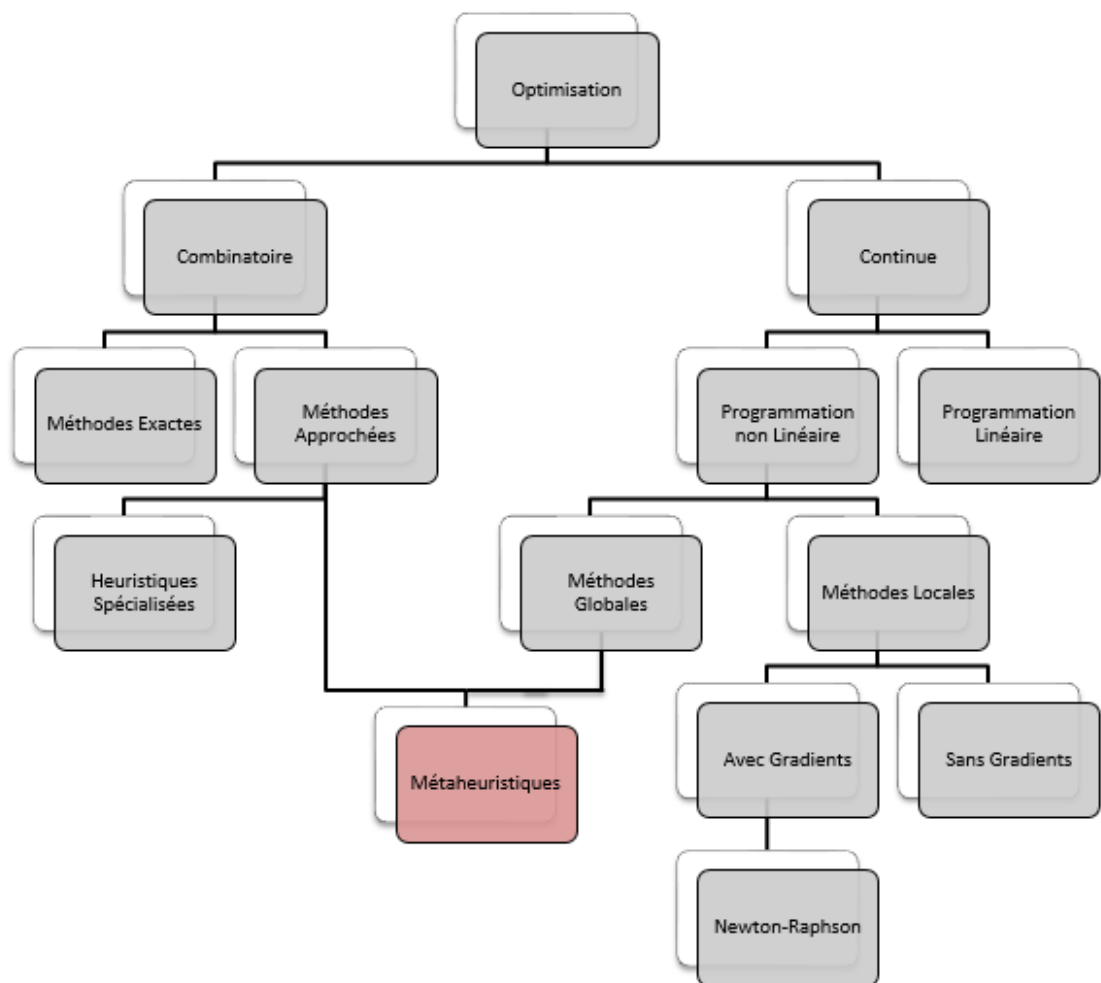 Optimisation
Combinatoire
Continue
Méthodes Exactes
Méthodes
Approchées
Programmation
non Linéaire
Programmation
Linéaire
Heuristiques
Spécialisées
Méthodes
Globales
Méthodes Locales
Métaheuristiques
Avec Gradients
Sans Gradients
Newton-Raphson